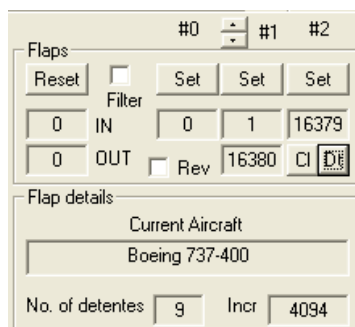 #0 #1 #2
Flaps
Reset Set Set Set
Filter
0 IN 0 1 16379
0 OUT Rev 16380 Cl Dt
Flap details
Current Aircraft
Boeing 737-400
No. of detentes 9 Incr 4094